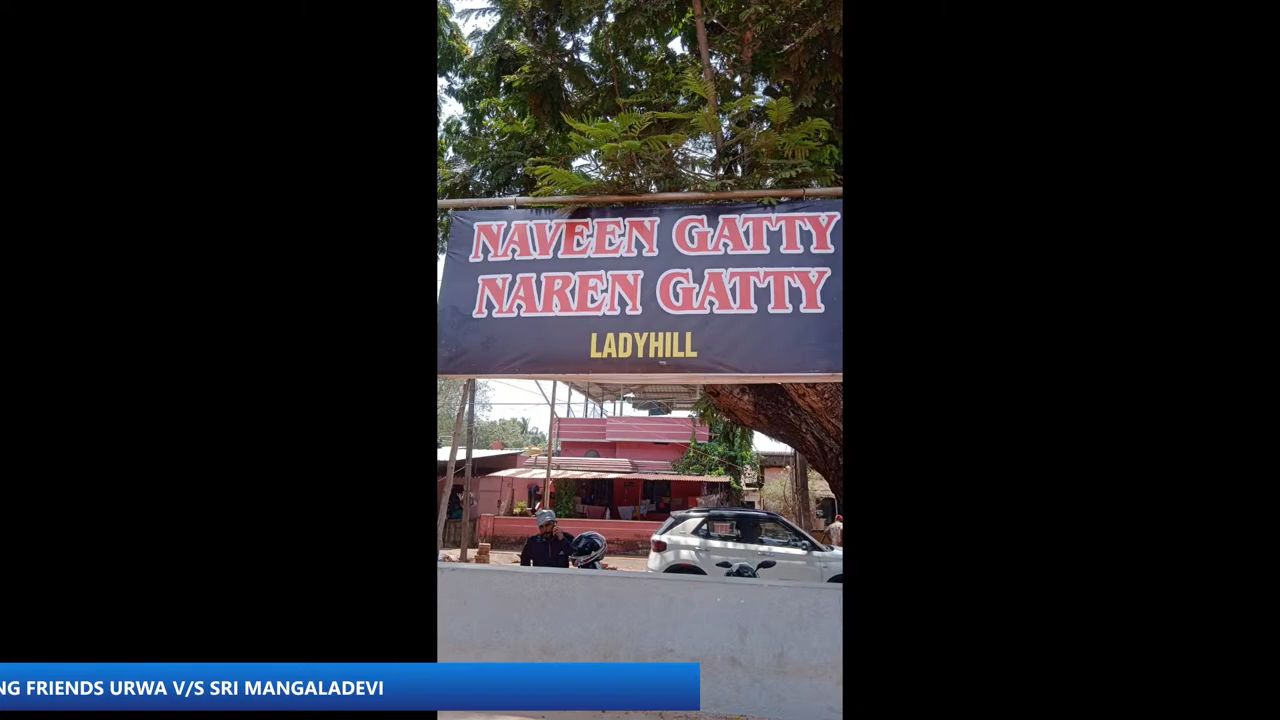 NAVEEN GATTY
NAREN GATTY
LADYHILL
NG FRIENDS URWA V/S SRI MANGALADEVI